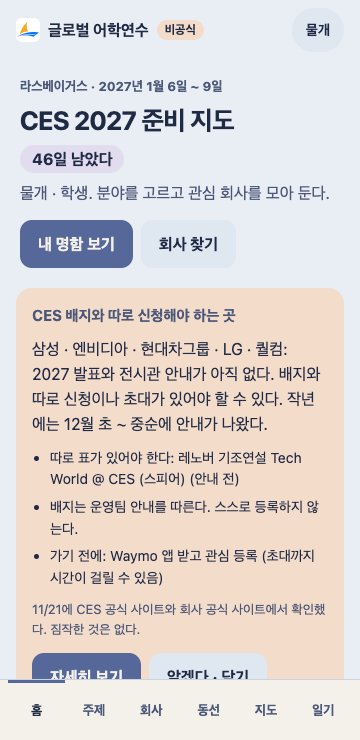 글로벌 어학연수 비공식 물개
라스베이거스 · 2027년 1월 6일 ~ 9일
CES 2027 준비 지도
46일 남았다
물개 · 학생. 분야를 고르고 관심 회사를 모아 둔다.
내 명함 보기 회사 찾기
CES 배지와 따로 신청해야 하는 곳
삼성 · 엔비디아 · 현대차그룹 · LG · 퀄컴:
2027 발표와 전시관 안내가 아직 없다. 배지와
따로 신청이나 초대가 있어야 할 수 있다. 작년
에는 12월 초 ~ 중순에 안내가 나왔다.
• 따로 표가 있어야 한다: 레노버 기조연설 Tech
World @ CES (스피어) (안내 전)
• 배지는 운영팀 안내를 따른다. 스스로 등록하지 않
는다.
• 가기 전에: Waymo 앱 받고 관심 등록 (초대까지
시간이 걸릴 수 있음)
11/21에 CES 공식 사이트와 회사 공식 사이트에서 확인했
다. 짐작한 것은 없다.
자세히 보기 알겠다 · 닫기
홈 주제 회사 동선 지도 일기